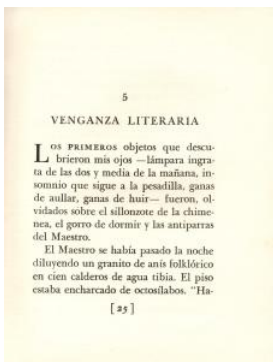 5
VENGANZA LITERARIA
LOS PRIMEROS objetos que descu-
brieron mis ojos —lámpara ingra-
ta de las dos y media de la mañana, in-
somnio que sigue a la pesadilla, ganas
de aullar, ganas de huir— fueron, ol-
vidados sobre el sillonzote de la chime-
nea, el gorro de dormir y las antiparras
del Maestro.
El Maestro se había pasado la noche
diluyendo un granito de anís folklórico
en cien calderos de agua tibia. El piso
estaba encharcado de octosílabos. "Ha-
[25]